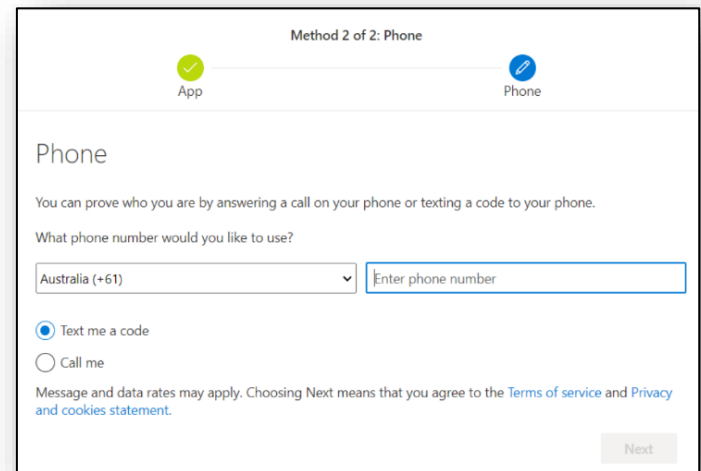 Method 2 of 2: Phone
App
Phone
Phone
You can prove who you are by answering a call on your phone or texting a code to your phone.
What phone number would you like to use?
Australia (+61)
Enter phone number
Text me a code
Call me
Message and data rates may apply. Choosing Next means that you agree to the Terms of service and Privacy
and cookies statement.
Next